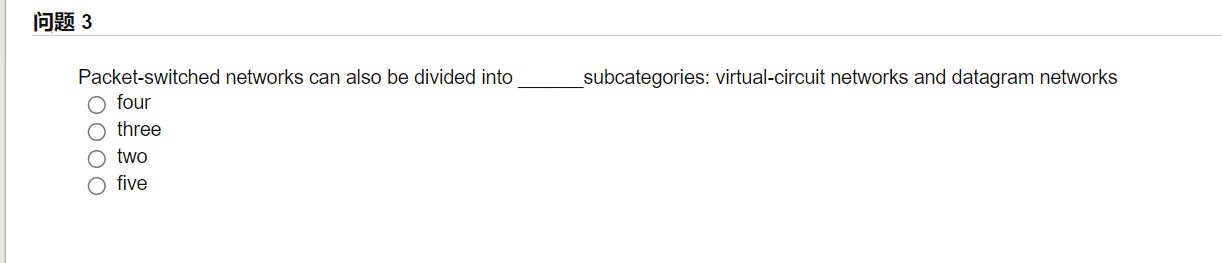 问题 3
Packet-switched networks can also be divided into ______subcategories: virtual-circuit networks and datagram networks
four
three
two
five